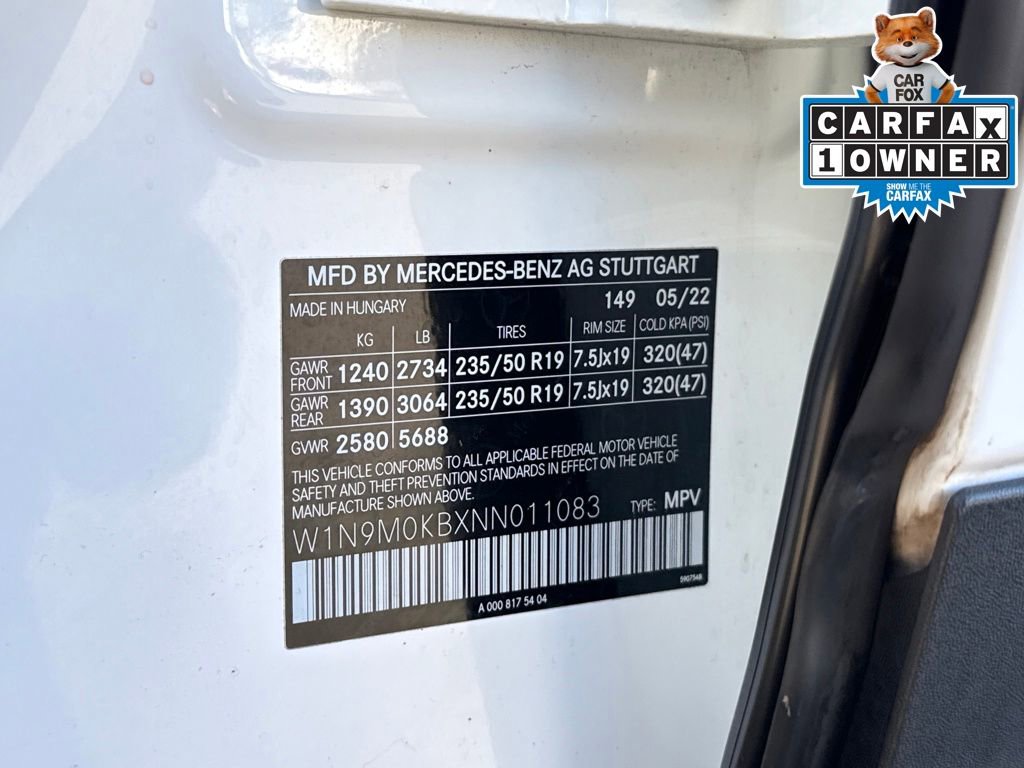 CAR
FOX
CARFAX
1 OWNER
SHOW ME THE
CARFAX
MFD BY MERCEDES-BENZ AG STUTTGART
MADE IN HUNGARY 149 05/22
KG LB TIRES RIM SIZE COLD KPA (PSI)
GAWR FRONT 1240 2734 235/50 R19 7.5Jx19 320(47)
GAWR REAR 1390 3064 235/50 R19 7.5Jx19 320(47)
GVWR 2580 5688
THIS VEHICLE CONFORMS TO ALL APPLICABLE FEDERAL MOTOR VEHICLE
SAFETY AND THEFT PREVENTION STANDARDS IN EFFECT ON THE DATE OF
MANUFACTURE SHOWN ABOVE.
W1N9M0KBXNN011083 TYPE: MPV
590754B
A 000 817 54 04